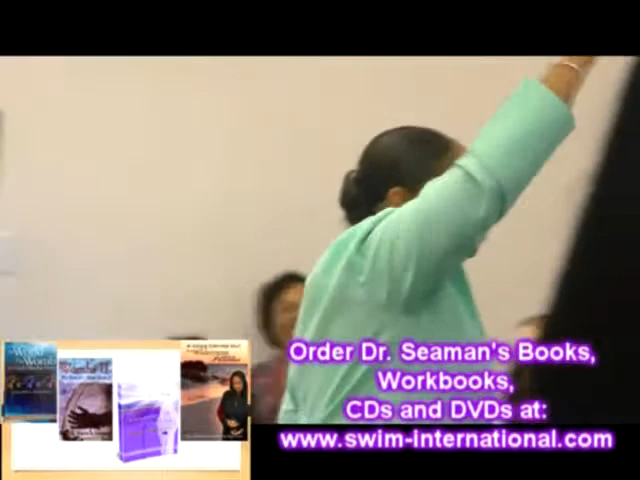 Order Dr. Seaman's Books,
Workbooks,
CDs and DVDs at:
www.swim-international.com